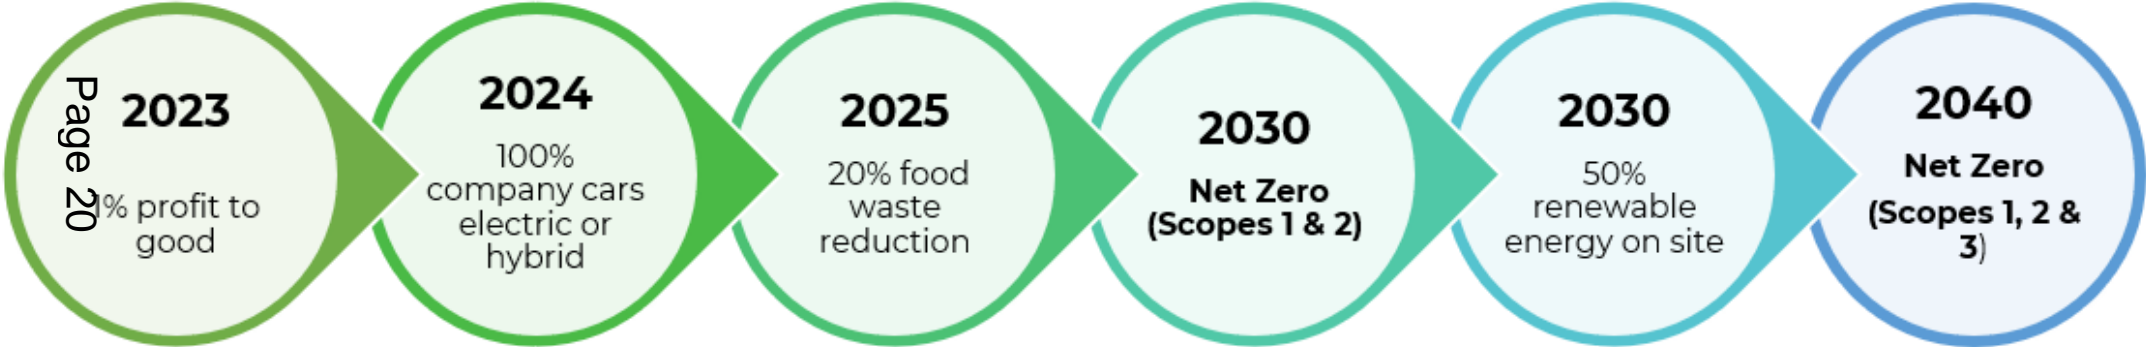 Page 20
2023
1% profit to
good
2024
100%
company cars
electric or
hybrid
2025
20% food
waste
reduction
2030
Net Zero
(Scopes 1 & 2)
2030
50%
renewable
energy on site
2040
Net Zero
(Scopes 1, 2 &
3)